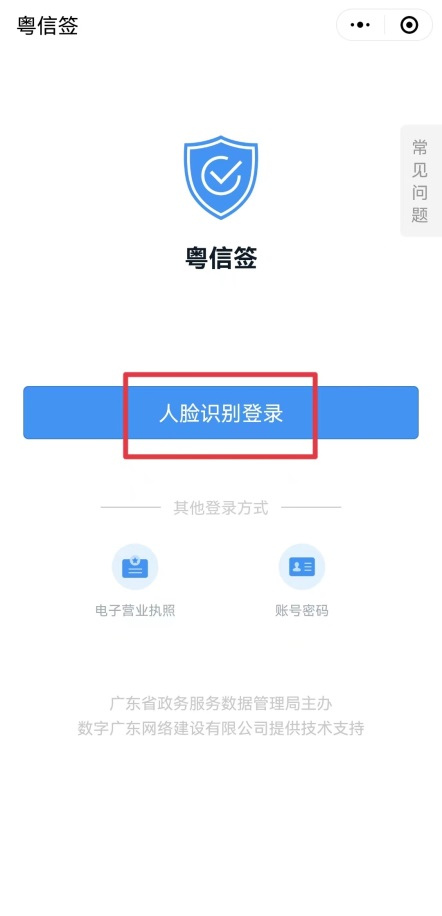 粤信签
常见问题
粤信签
人脸识别登录
其他登录方式
电子营业执照
账号密码
广东省政务服务数据管理局主办
数字广东网络建设有限公司提供技术支持